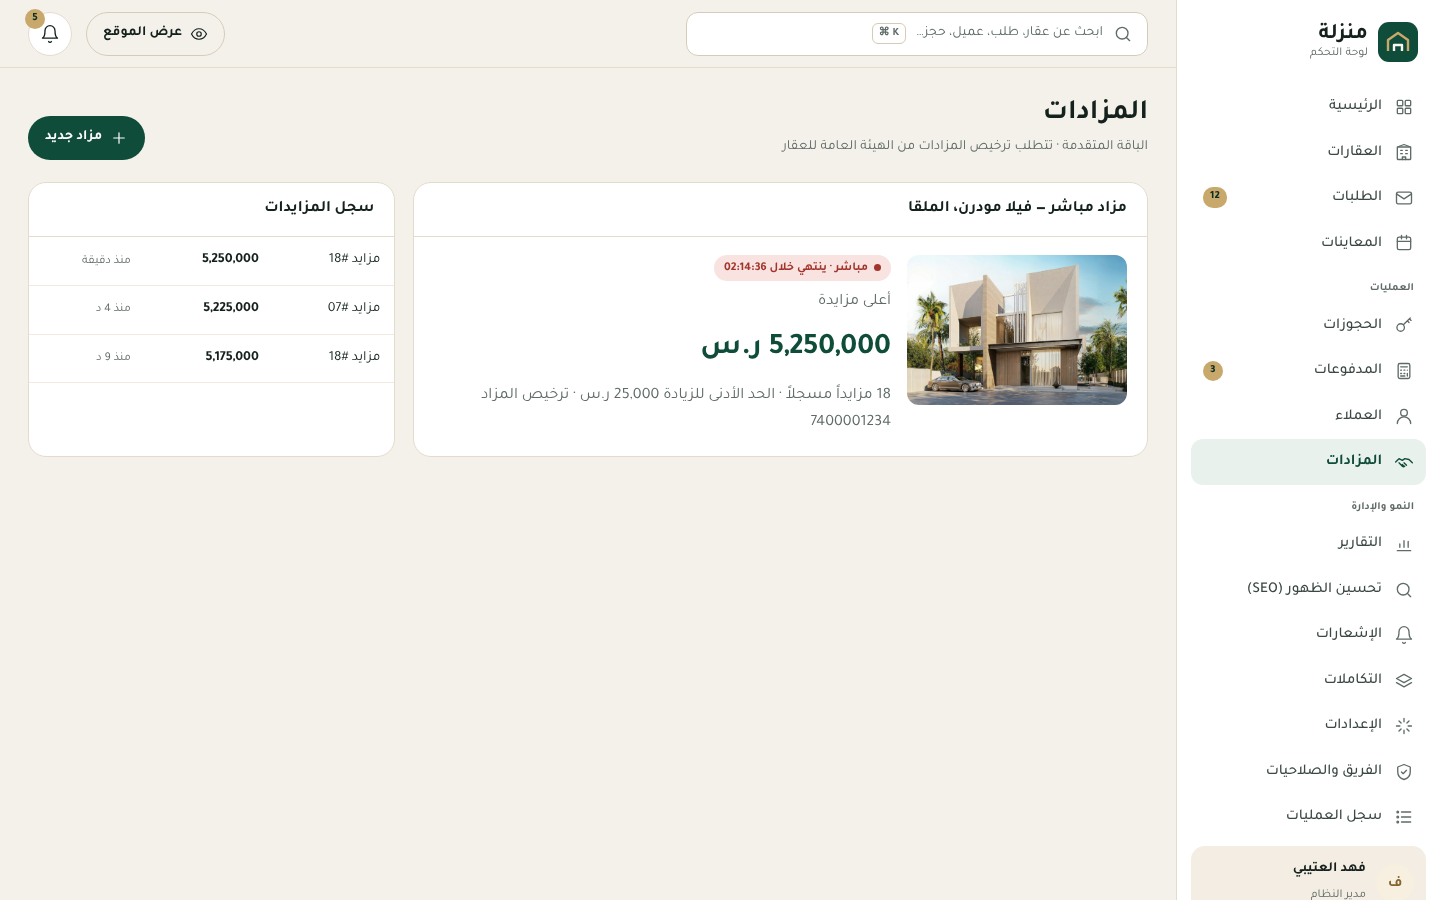 منزلة
لوحة التحكم
الرئيسية
العقارات
الطلبات
12
المعاينات
العمليات
الحجوزات
المدفوعات
3
العملاء
المزادات
النمو والإدارة
التقارير
تحسين الظهور (SEO)
الإشعارات
التكاملات
الإعدادات
الفريق والصلاحيات
سجل العمليات
ف
فهد العتيبي
مدير النظام
ابحث عن عقار، طلب، عميل، حجز...
⌘ K
عرض الموقع
5
المزادات
الباقة المتقدمة · تتطلب ترخيص المزادات من الهيئة العامة للعقار
مزاد جديد
مزاد مباشر – فيلا مودرن، الملقا
مباشر · ينتهي خلال 02:14:36
أعلى مزايدة
5,250,000 ر.س
18 مزايداً مسجلاً · الحد الأدنى للزيادة 25,000 ر.س · ترخيص المزاد
7400001234
سجل المزايدات
مزايد #18 5,250,000 منذ دقيقة
مزايد #07 5,225,000 منذ 4 د
مزايد #18 5,175,000 منذ 9 د